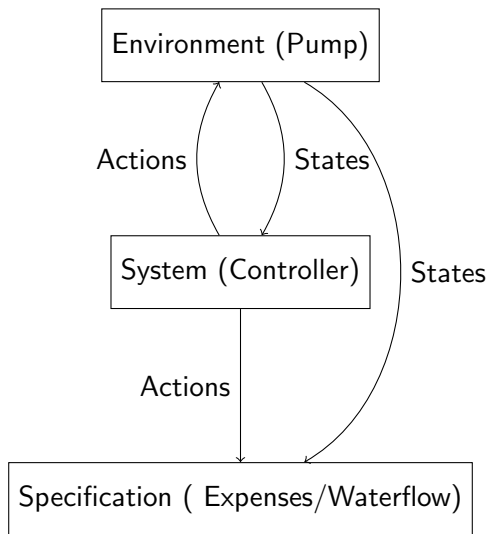 Environment (Pump)
Actions
States
System (Controller)
States
Actions
Specification ( Expenses/Waterflow)